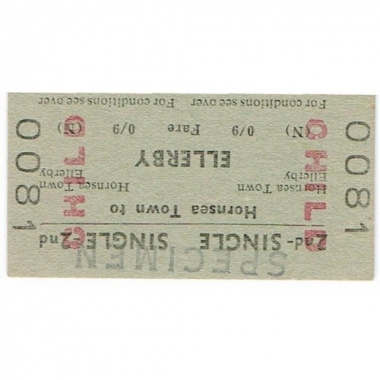 SPECIMEN
2nd - SINGLE SINGLE - 2nd
Hornsea Town to
Hornsea Town Hornsea Town
Ellerby Ellerby
ELLERBY
(N) 0/9 Fare 0/9 (N)
For conditions see over For conditions see over
CHILD
CHILD
0081
0081